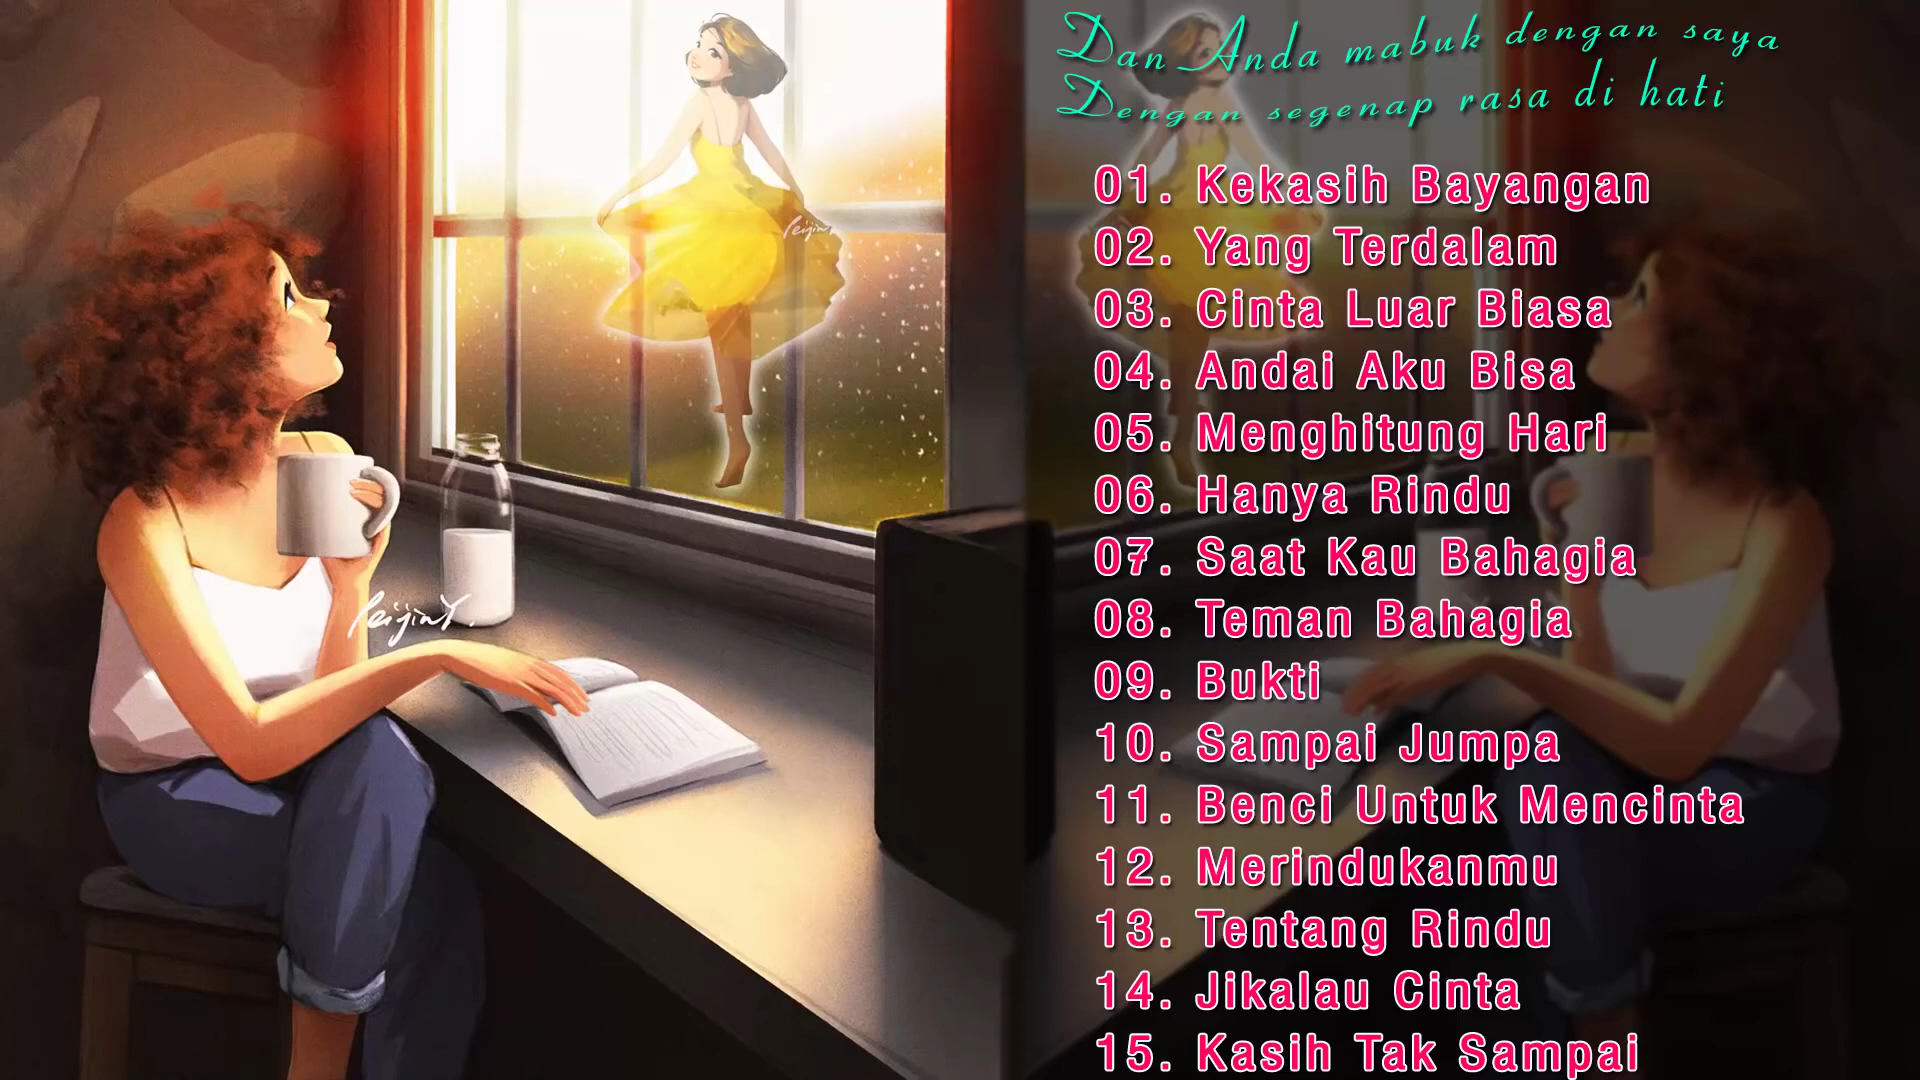 Dan Anda mabuk dengan saya
Dengan segenap rasa di hati
01. Kekasih Bayangan
02. Yang Terdalam
03. Cinta Luar Biasa
04. Andai Aku Bisa
05. Menghitung Hari
06. Hanya Rindu
07. Saat Kau Bahagia
08. Teman Bahagia
09. Bukti
10. Sampai Jumpa
11. Benci Untuk Mencinta
12. Merindukanmu
13. Tentang Rindu
14. Jikalau Cinta
15. Kasih Tak Sampai